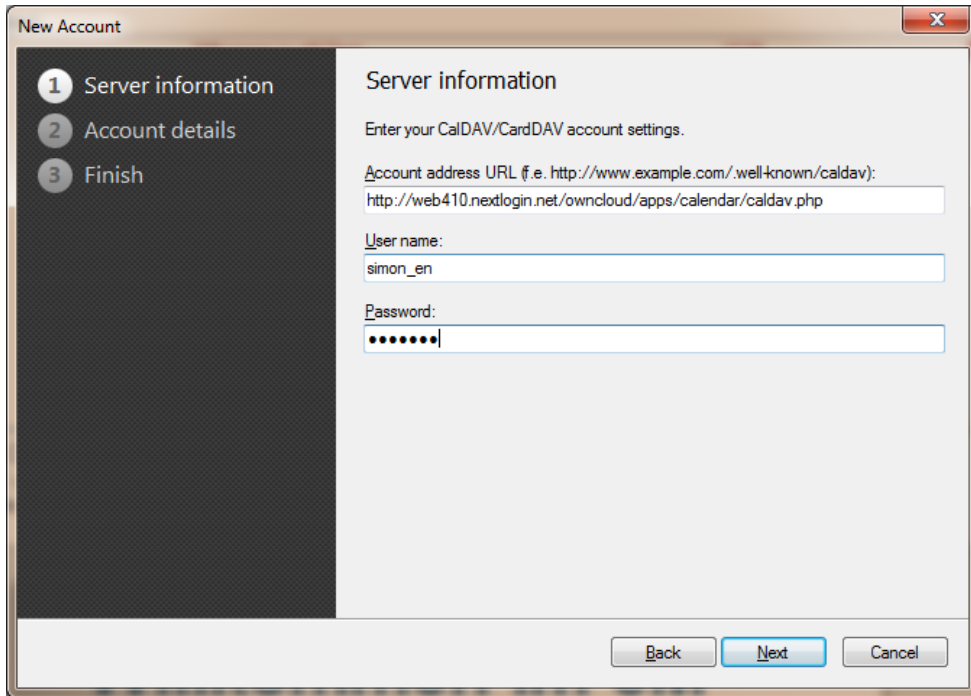 New Account
1 Server information
2 Account details
3 Finish
Server information
Enter your CalDAV/CardDAV account settings.
Account address URL (f.e. http://www.example.com/.well-known/caldav):
http://web410.nextlogin.net/owncloud/apps/calendar/caldav.php
User name:
simon_en
Password:
•••••••
Back Next Cancel